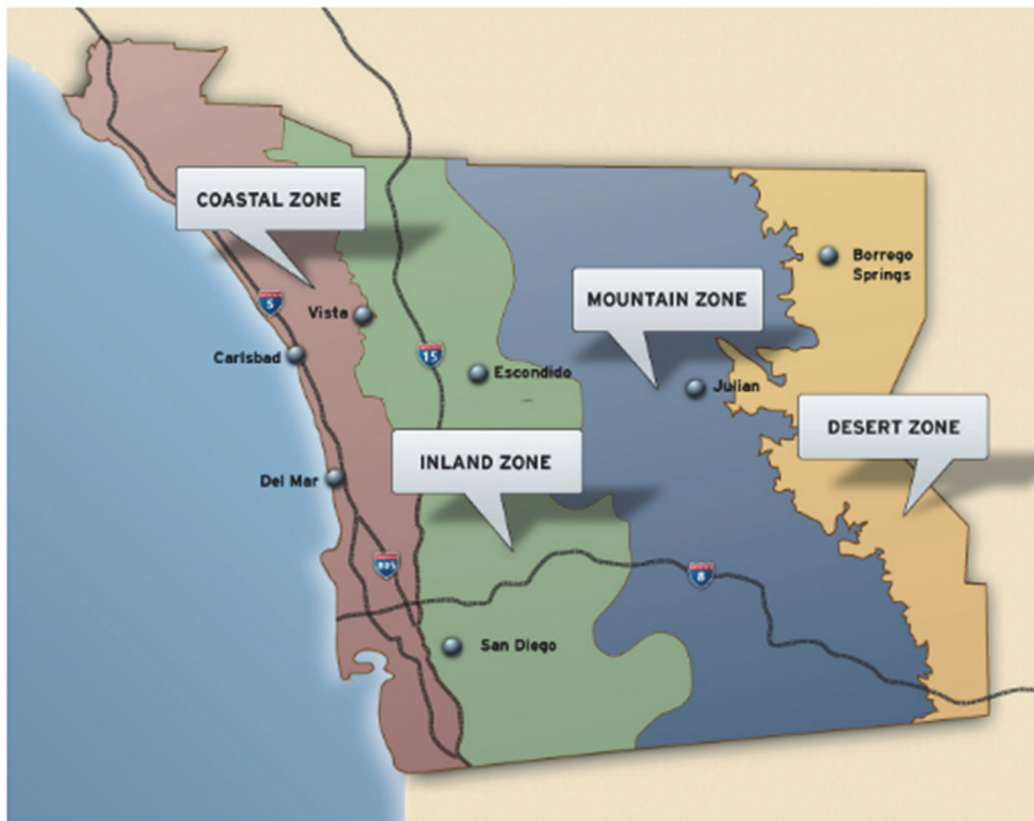 COASTAL ZONE
5
Vista
Carlsbad
15
Escondido
MOUNTAIN ZONE
Borrego
Springs
Julian
DESERT ZONE
INLAND ZONE
Del Mar
805
8
San Diego